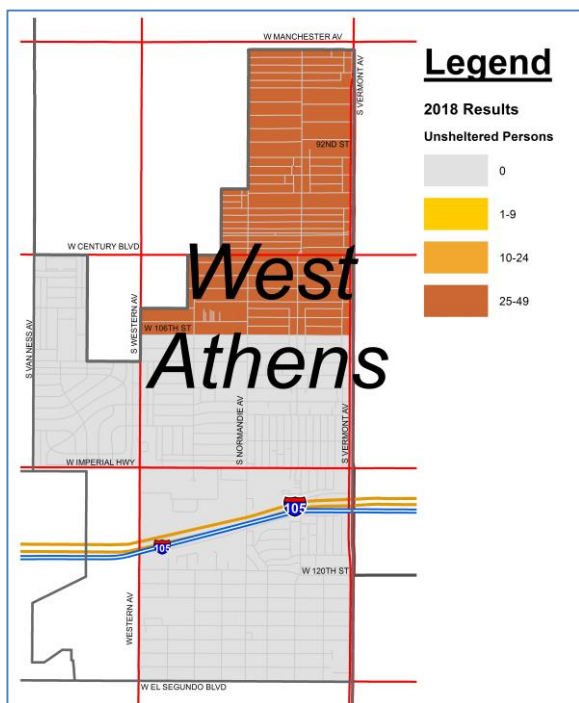 W MANCHESTER AV
S VERMONT AV
92ND ST
W CENTURY BLVD
West
S VAN NESS AV
S WESTERN AV
W 106TH ST
Athens
S NORMANDIE AV
S VERMONT AV
W IMPERIAL HWY
105
105
W 120TH ST
WESTERN AV
W EL SEGUNDO BLVD
Legend
2018 Results
Unsheltered Persons
0
1-9
10-24
25-49